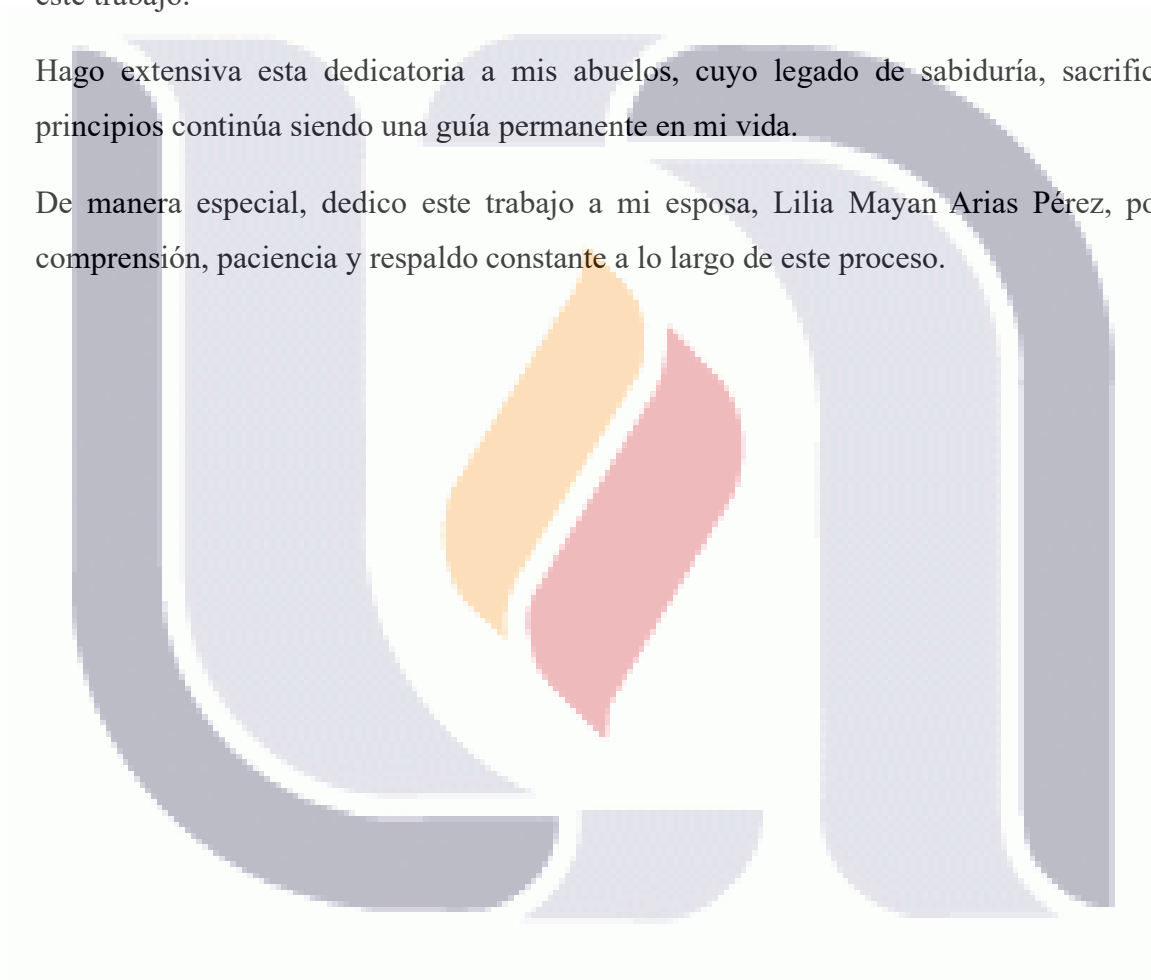 este trabajo.
Hago extensiva esta dedicatoria a mis abuelos, cuyo legado de sabiduría, sacrific
principios continúa siendo una guía permanente en mi vida.
De manera especial, dedico este trabajo a mi esposa, Lilia Mayan Arias Pérez, po
comprensión, paciencia y respaldo constante a lo largo de este proceso.